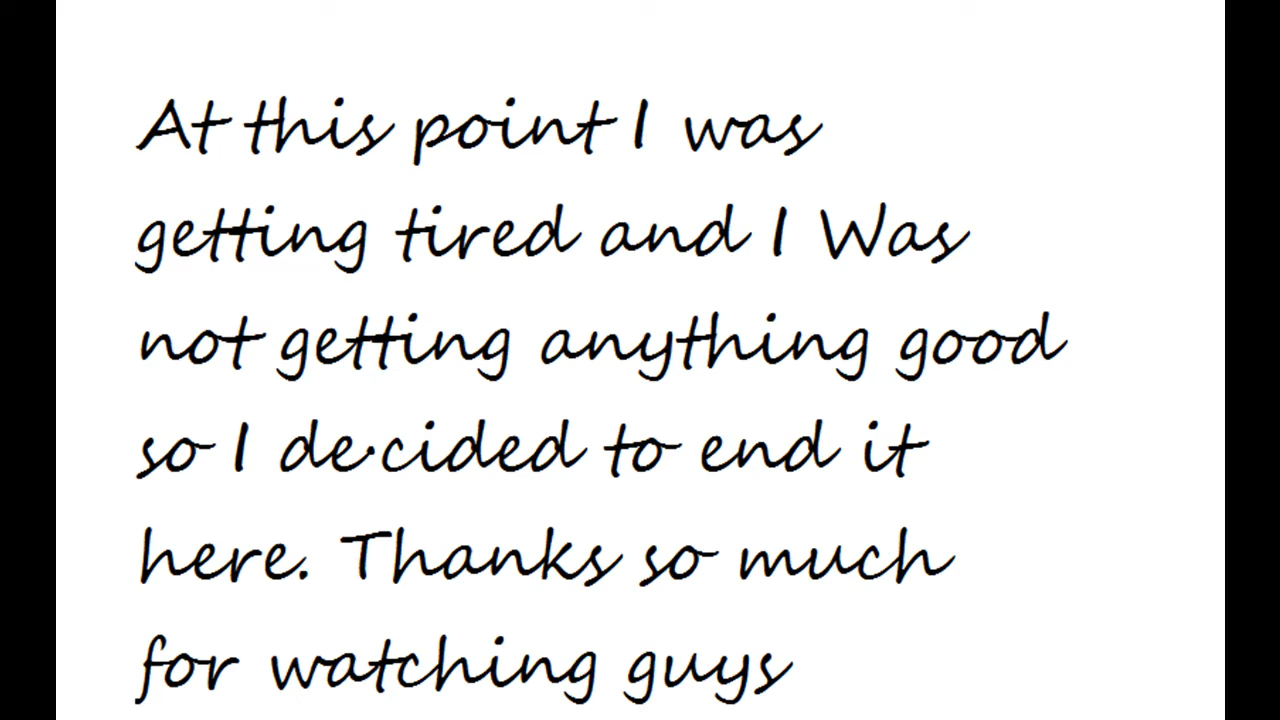 At this point I was
getting tired and I Was
not getting anything good
so I decided to end it
here. Thanks so much
for watching guys